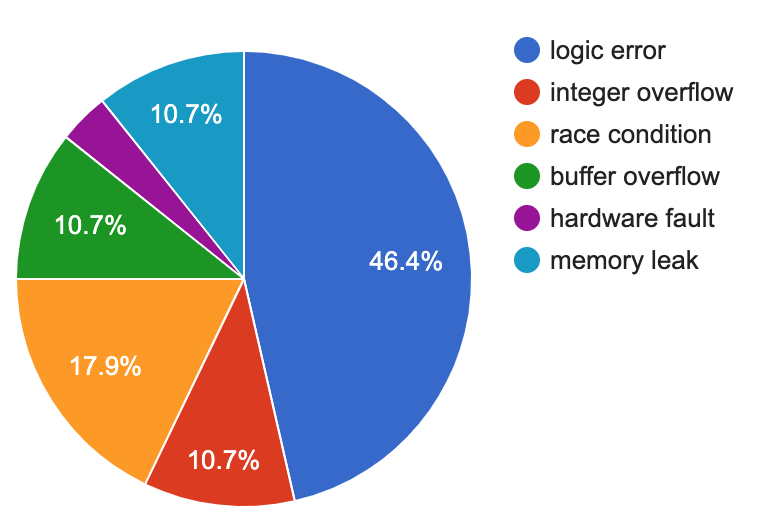 logic error
integer overflow
race condition
buffer overflow
hardware fault
memory leak
10.7%
46.4%
10.7%
17.9%
10.7%